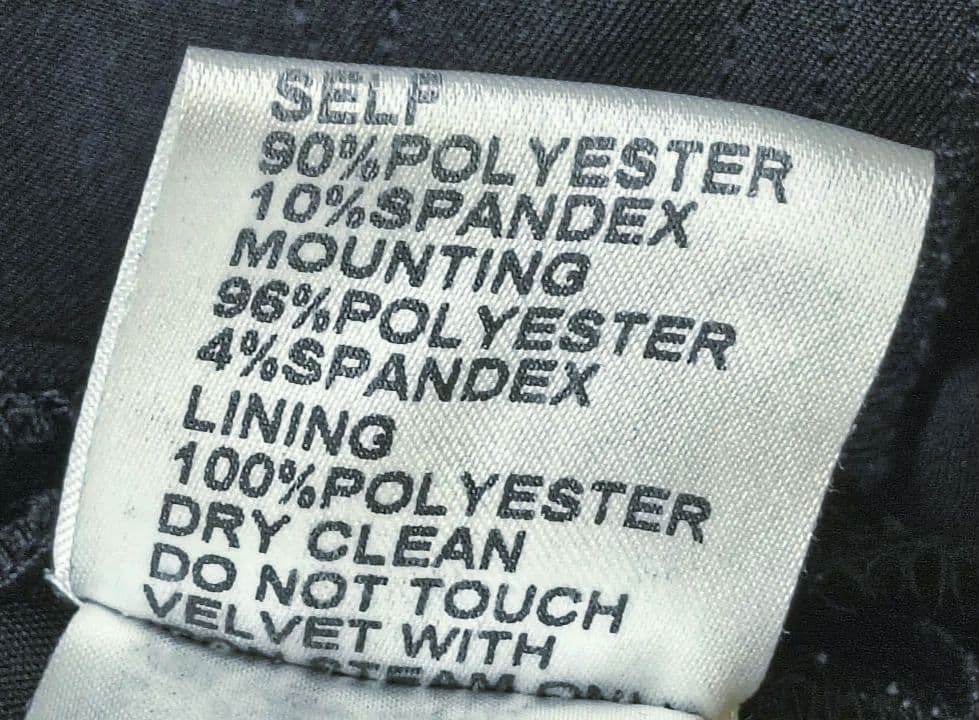 SELF
90%POLYESTER
10%SPANDEX
MOUNTING
96%POLYESTER
4%SPANDEX
LINING
100%POLYESTER
DRY CLEAN
DO NOT TOUCH
VELVET WITH
STEAM